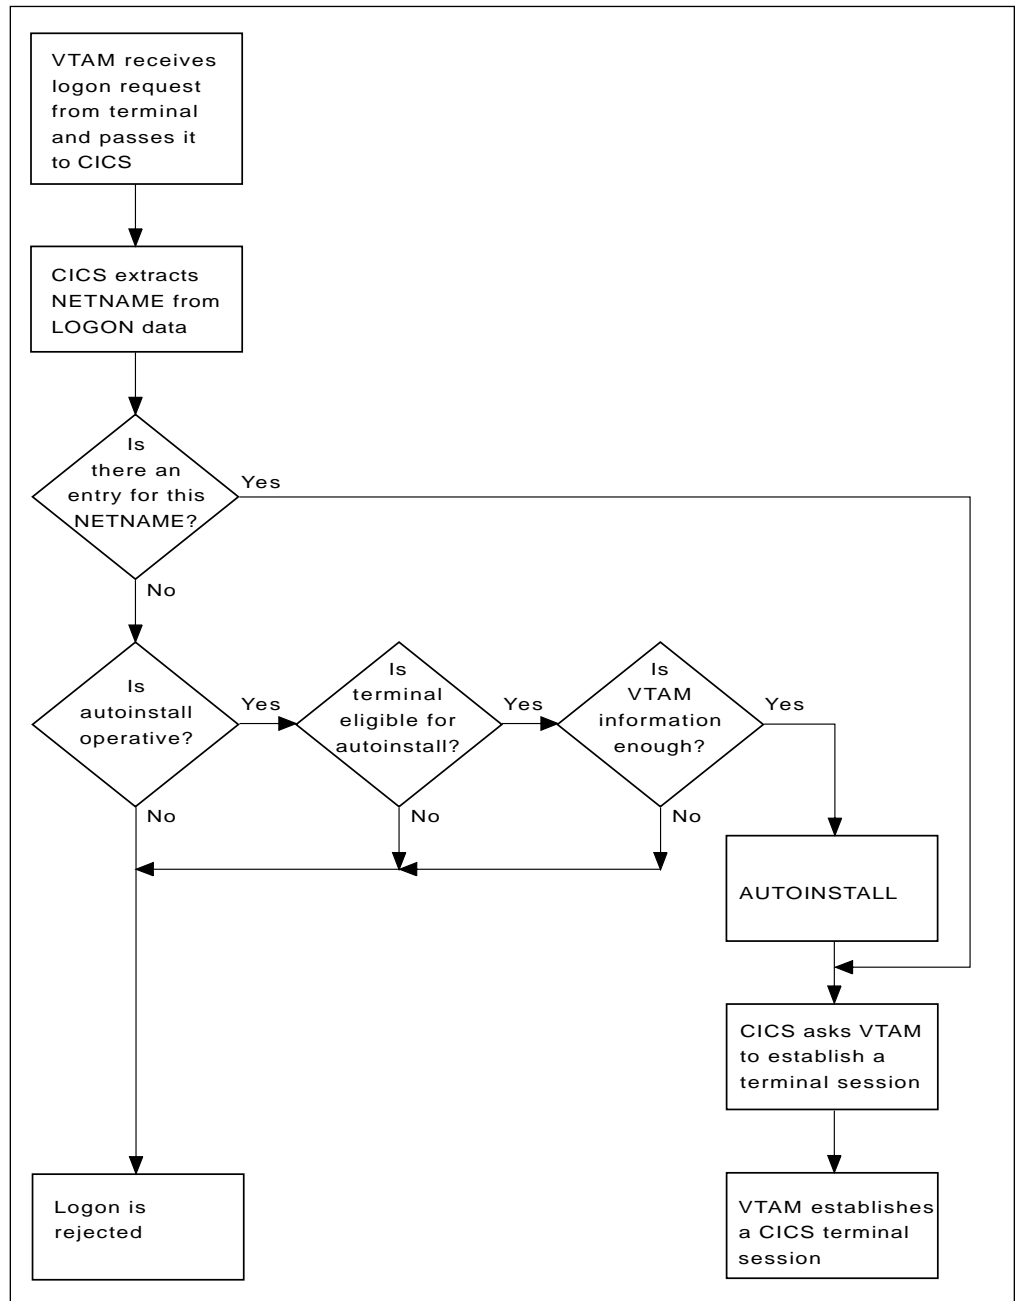 VTAM receives
logon request
from terminal
and passes it
to CICS
CICS extracts
NETNAME from
LOGON data
Is
there an
entry for this
NETNAME?
Yes
No
Is
autoinstall
operative?
Yes
No
Is
terminal
eligible for
autoinstall?
Yes
No
Is
VTAM
information
enough?
Yes
No
AUTOINSTALL
CICS asks VTAM
to establish a
terminal session
Logon is
rejected
VTAM establishes
a CICS terminal
session